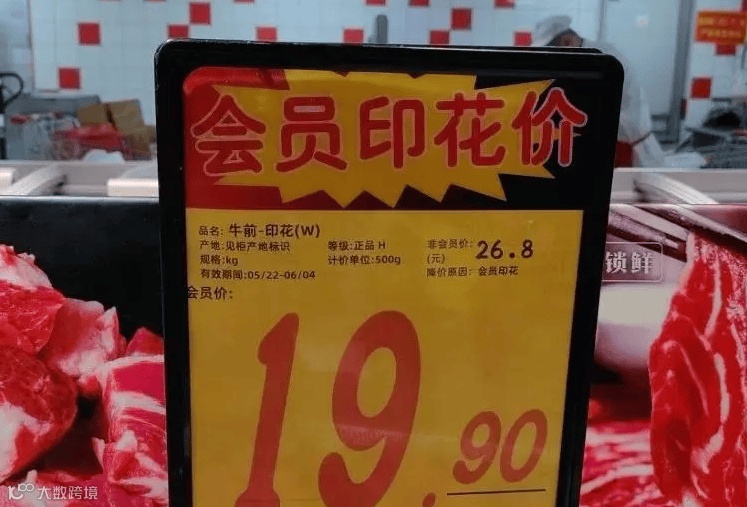 会员印花价
品名: 牛前-印花(W)
产地:见柜产地标识 等级:正品 H 非会员价: 26.8
规格:kg 计价单位:500g (元)
有效期间:05/22-06/04 降价原因: 会员印花
会员价:
19.90
锁鲜
大数跨境